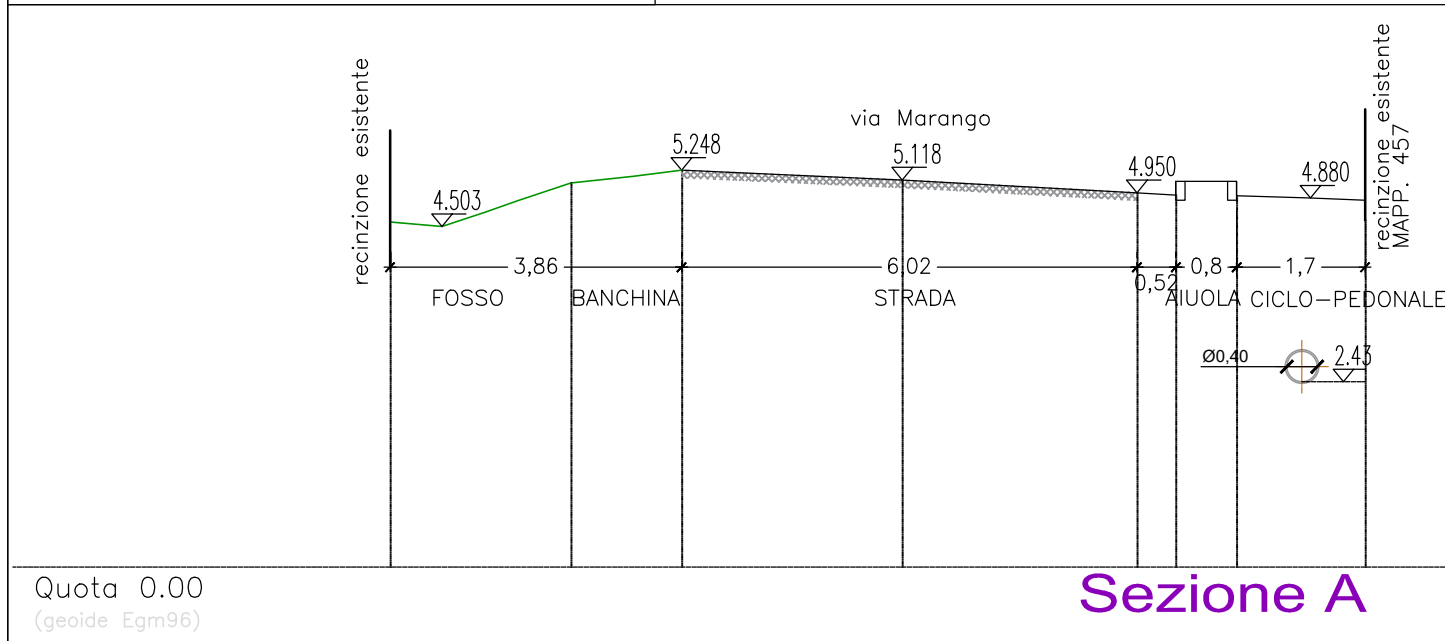 recinzione esistente
via Marango
recinzione esistente
MAPP. 457
5.248
5.118
4.950
4.880
4.503
3,86
6,02
0,52
0,8
1,7
FOSSO
BANCHINA
STRADA
AIUOLA
CICLO-PEDONALE
Ø0,40
2.43
Quota 0.00
(geoide Egm96)
Sezione A